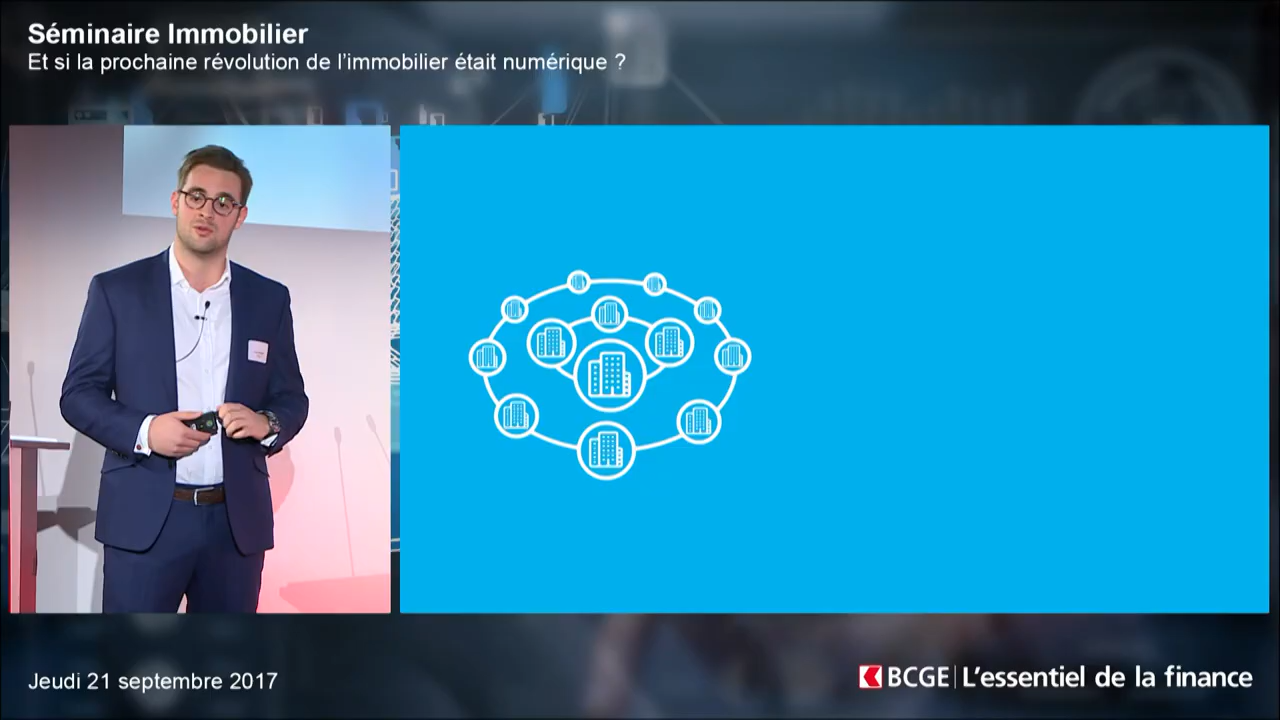 Séminaire Immobilier
Et si la prochaine révolution de l’immobilier était numérique ?
Jeudi 21 septembre 2017
BCGE | L’essentiel de la finance